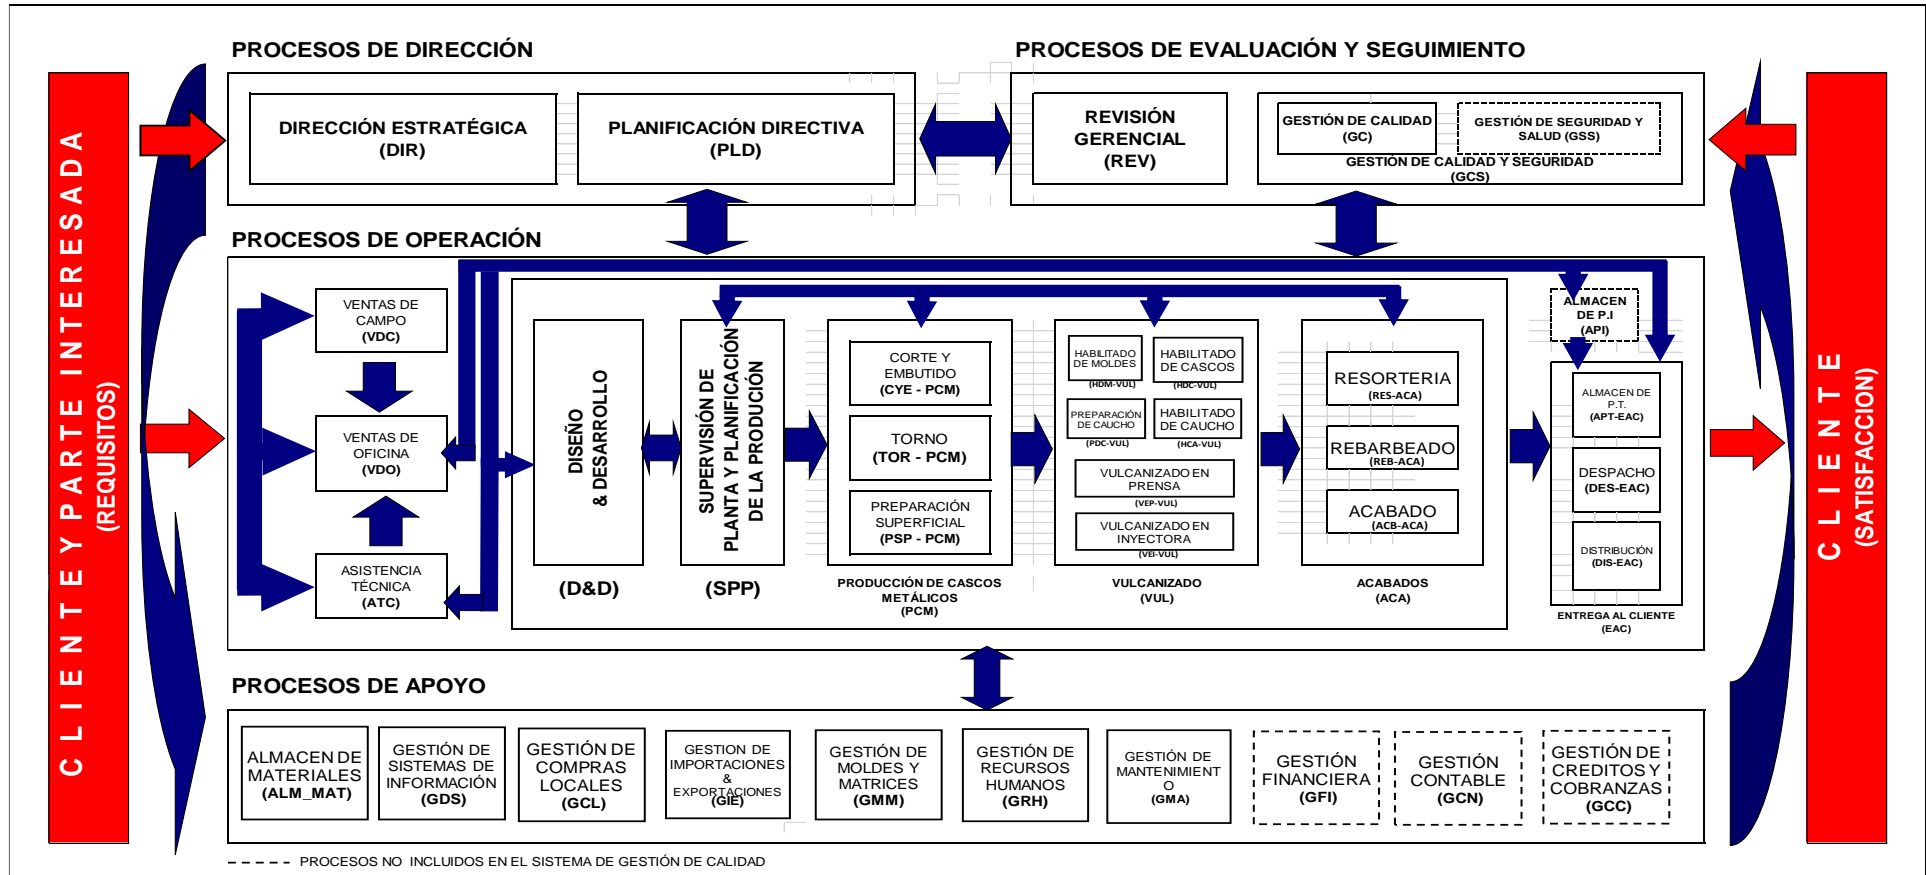 CLIENTE Y PARTE INTERESADA
(REQUISITOS)
PROCESOS DE DIRECCIÓN
DIRECCIÓN ESTRATÉGICA
(DIR)
PLANIFICACIÓN DIRECTIVA
(PLD)
PROCESOS DE EVALUACIÓN Y SEGUIMIENTO
REVISIÓN
GERENCIAL
(REV)
GESTIÓN DE CALIDAD
(GC)
GESTIÓN DE SEGURIDAD Y
SALUD (GSS)
GESTIÓN DE CALIDAD Y SEGURIDAD
(GCS)
PROCESOS DE OPERACIÓN
VENTAS DE
CAMPO
(VDC)
VENTAS DE
OFICINA
(VDO)
ASISTENCIA
TÉCNICA
(ATC)
DISEÑO
& DESARROLLO
(D&D)
SUPERVISIÓN DE
PLANTA Y PLANIFICACIÓN
DE LA PRODUCIÓN
(SPP)
CORTE Y
EMBUTIDO
(CYE - PCM)
TORNO
(TOR - PCM)
PREPARACIÓN
SUPERFICIAL
(PSP - PCM)
PRODUCCIÓN DE CASCOS
METÁLICOS
(PCM)
HABILITADO
DE MOLDES
(HDM-VUL)
HABILITADO
DE CASCOS
(HDC-VUL)
PREPARACIÓN
DE CAUCHO
(PDC-VUL)
HABILITADO
DE CAUCHO
(HCA-VUL)
VULCANIZADO EN
PRENSA
(VEP-VUL)
VULCANIZADO EN
INYECTORA
(VEI-VUL)
VULCANIZADO
(VUL)
RESORTERIA
(RES-ACA)
REBARBEADO
(REB-ACA)
ACABADO
(ACB-ACA)
ACABADOS
(ACA)
ALMACEN
DE P.I
(API)
ALMACEN DE
P.T.
(APT-EAC)
DESPACHO
(DES-EAC)
DISTRIBUCIÓN
(DIS-EAC)
ENTREGA AL CLIENTE
(EAC)
PROCESOS DE APOYO
ALMACEN DE
MATERIALES
(ALM_MAT)
GESTIÓN DE
SISTEMAS DE
INFORMACIÓN
(GDS)
GESTIÓN DE
COMPRAS
LOCALES
(GCL)
GESTION DE
IMPORTACIONES
&
EXPORTACIONES
(GIE)
GESTIÓN DE
MOLDES Y
MATRICES
(GMM)
GESTIÓN DE
RECURSOS
HUMANOS
(GRH)
GESTIÓN DE
MANTENIMIENT
O
(GMA)
GESTIÓN
FINANCIERA
(GFI)
GESTIÓN
CONTABLE
(GCN)
GESTIÓN DE
CREDITOS Y
COBRANZAS
(GCC)
PROCESOS NO INCLUIDOS EN EL SISTEMA DE GESTIÓN DE CALIDAD
CLIENTE
(SATISFACCION)